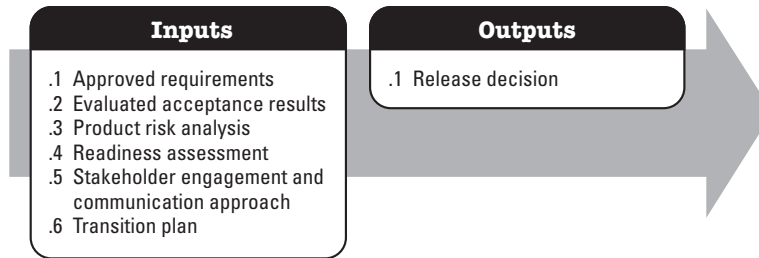 Inputs
.1 Approved requirements
.2 Evaluated acceptance results
.3 Product risk analysis
.4 Readiness assessment
.5 Stakeholder engagement and
communication approach
.6 Transition plan
Outputs
.1 Release decision